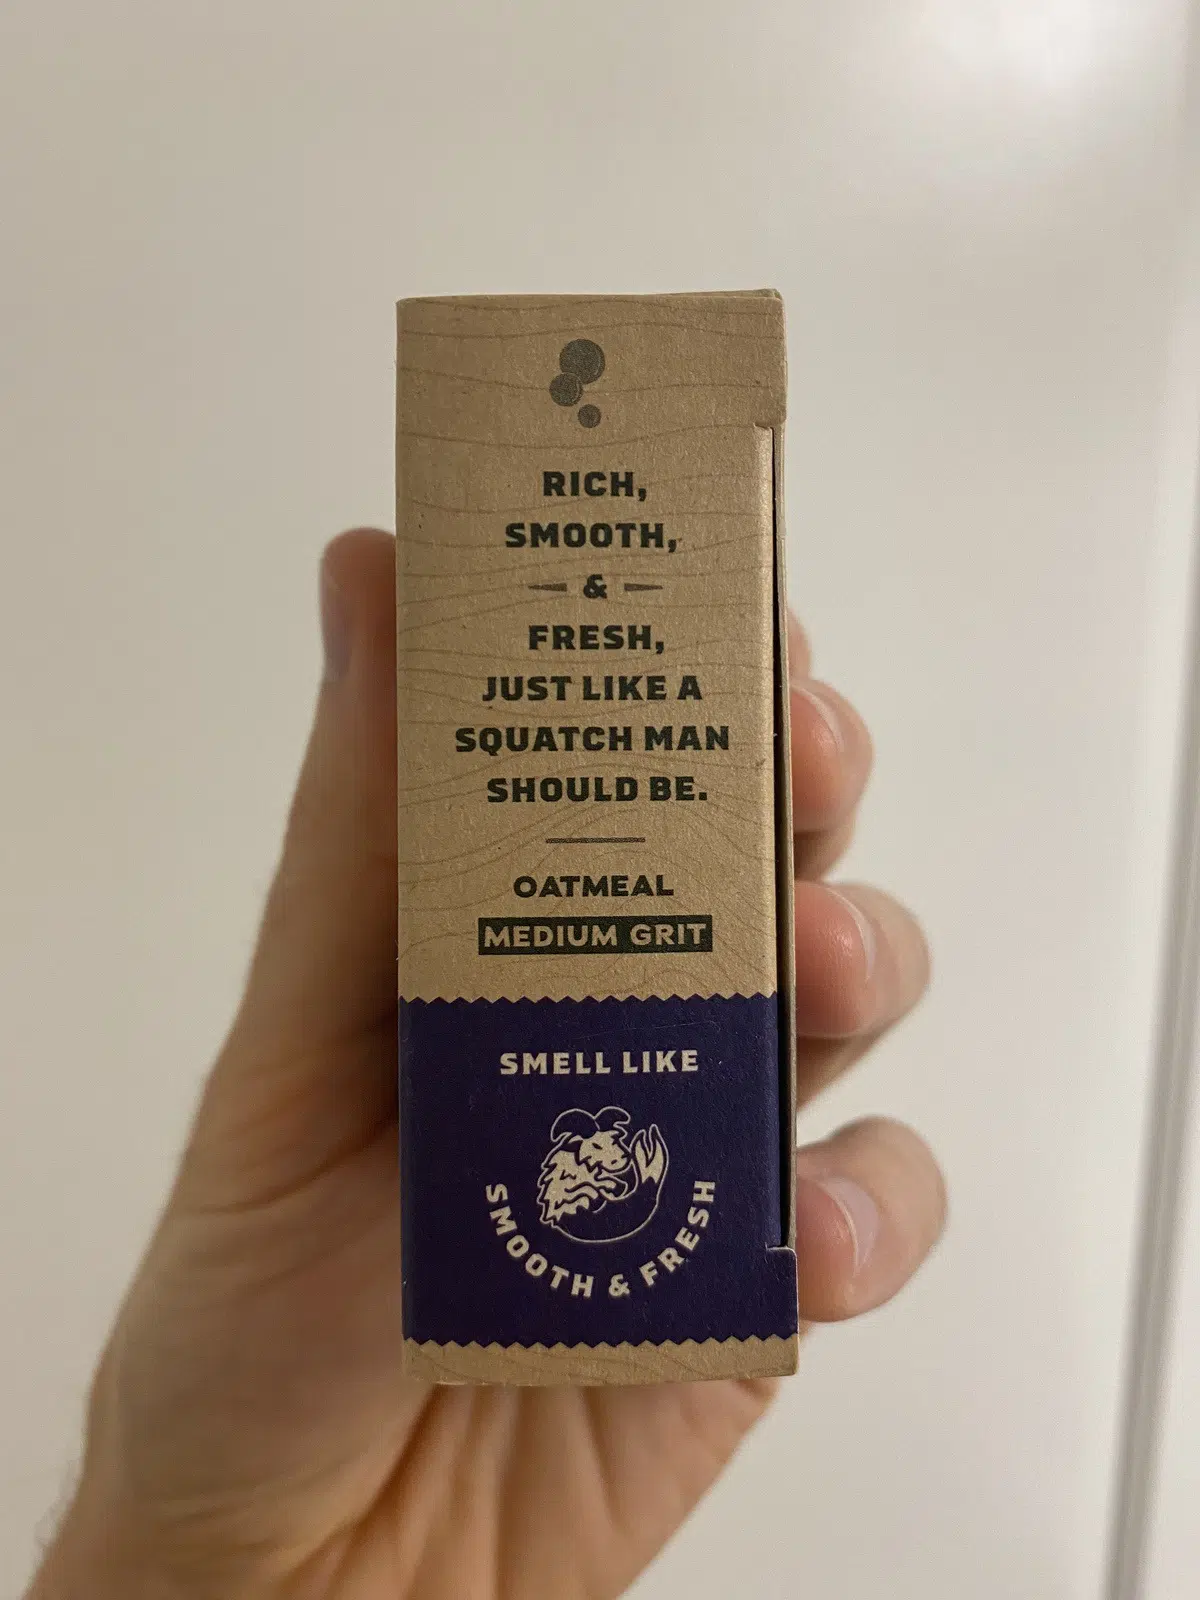 RICH,
SMOOTH,
&
FRESH,
JUST LIKE A
SQUATCH MAN
SHOULD BE.
OATMEAL
MEDIUM GRIT
SMELL LIKE
SMOOTH & FRESH